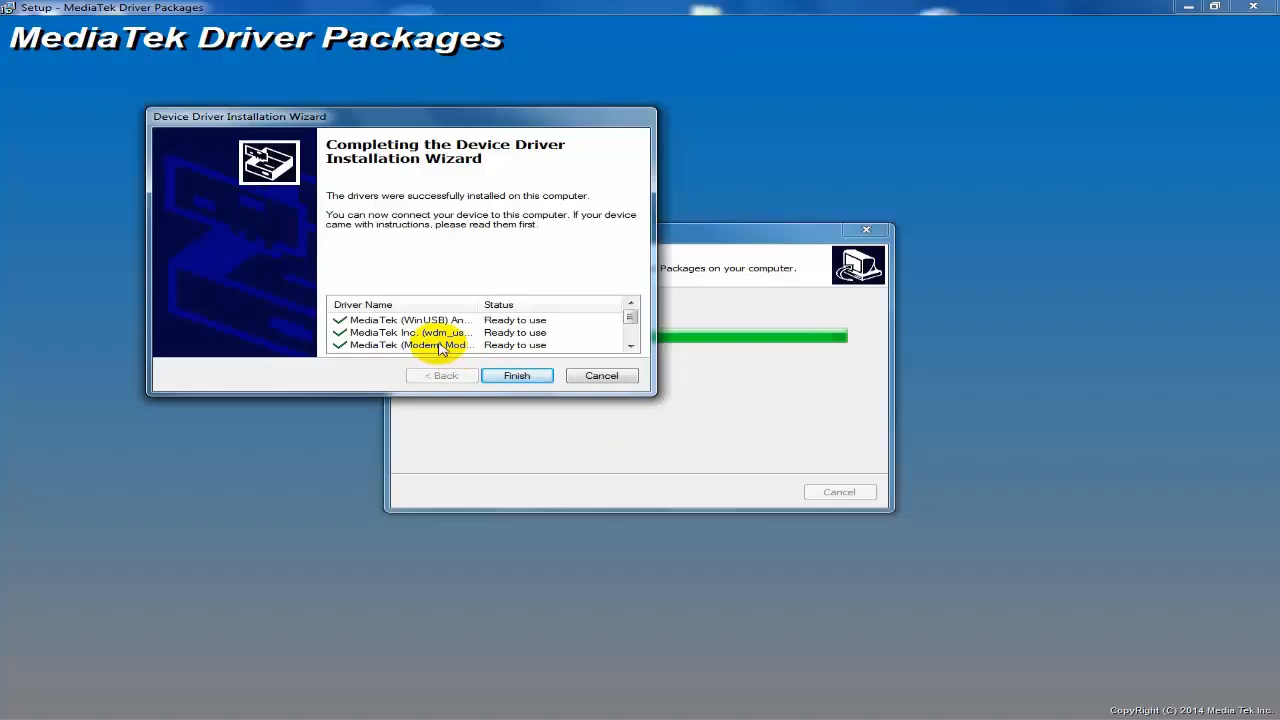 Setup - MediaTek Driver Packages
MediaTek Driver Packages
Device Driver Installation Wizard
Completing the Device Driver
Installation Wizard
The drivers were successfully installed on this computer.
You can now connect your device to this computer. If your device
came with instructions, please read them first.
Packages on your computer.
Driver Name Status
MediaTek (WinUSB) An... Ready to use
MediaTek Inc. (wdm_us... Ready to use
MediaTek (Modem) Mod... Ready to use
< Back Finish Cancel
Cancel
CopyRight (C) 2014 Media Tek Inc.